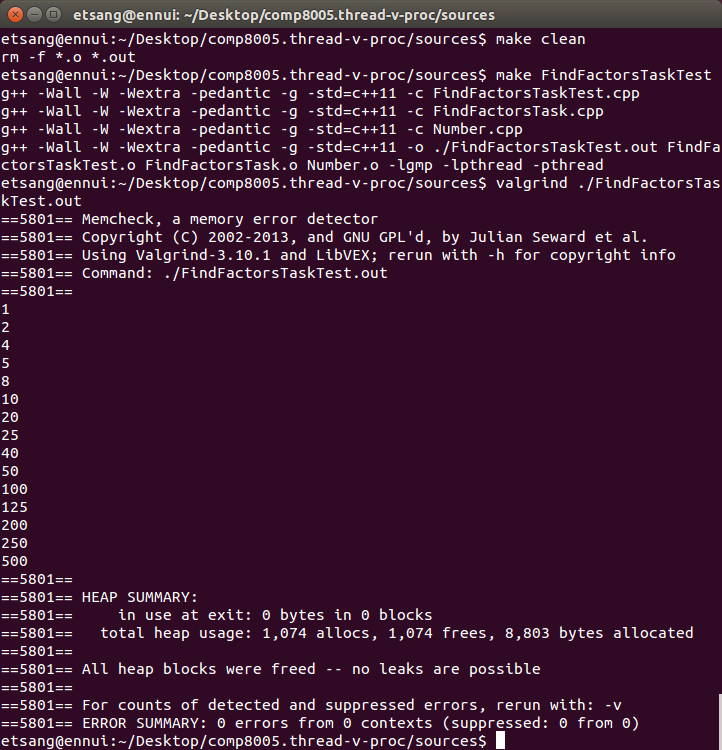 etsang@ennui: ~/Desktop/comp8005.thread-v-proc/sources
etsang@ennui:~/Desktop/comp8005.thread-v-proc/sources$ make clean
rm -f *.o *.out
etsang@ennui:~/Desktop/comp8005.thread-v-proc/sources$ make FindFactorsTaskTest
g++ -Wall -W -Wextra -pedantic -g -std=c++11 -c FindFactorsTaskTest.cpp
g++ -Wall -W -Wextra -pedantic -g -std=c++11 -c FindFactorsTask.cpp
g++ -Wall -W -Wextra -pedantic -g -std=c++11 -c Number.cpp
g++ -Wall -W -Wextra -pedantic -g -std=c++11 -o ./FindFactorsTaskTest.out FindFa
ctorsTaskTest.o FindFactorsTask.o Number.o -lgmp -lpthread -pthread
etsang@ennui:~/Desktop/comp8005.thread-v-proc/sources$ valgrind ./FindFactorsTas
kTest.out
==5801== Memcheck, a memory error detector
==5801== Copyright (C) 2002-2013, and GNU GPL'd, by Julian Seward et al.
==5801== Using Valgrind-3.10.1 and LibVEX; rerun with -h for copyright info
==5801== Command: ./FindFactorsTaskTest.out
==5801==
1
2
4
5
8
10
20
25
40
50
100
125
200
250
500
==5801==
==5801== HEAP SUMMARY:
==5801==     in use at exit: 0 bytes in 0 blocks
==5801==   total heap usage: 1,074 allocs, 1,074 frees, 8,803 bytes allocated
==5801==
==5801== All heap blocks were freed -- no leaks are possible
==5801==
==5801== For counts of detected and suppressed errors, rerun with: -v
==5801== ERROR SUMMARY: 0 errors from 0 contexts (suppressed: 0 from 0)
etsang@ennui:~/Desktop/comp8005.thread-v-proc/sources$